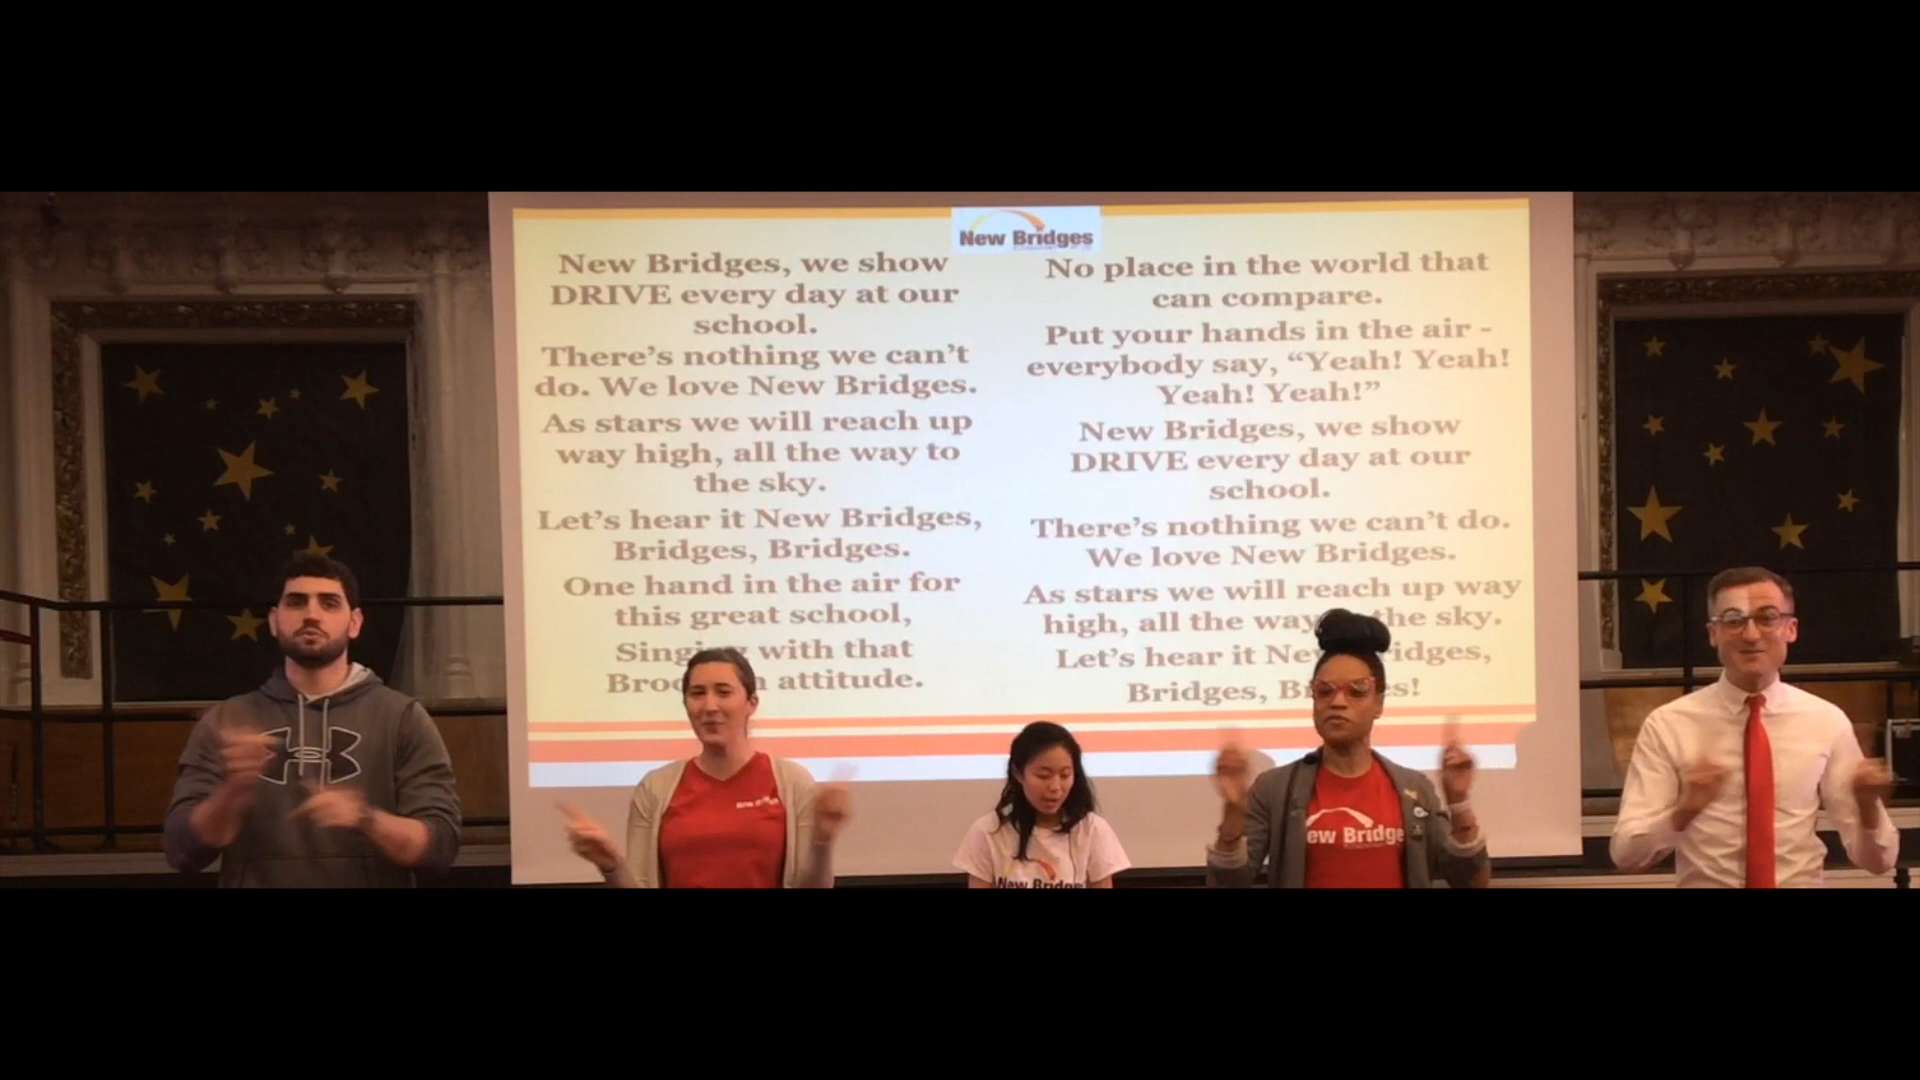 New Bridges
New Bridges, we show
DRIVE every day at our
school.
There's nothing we can't
do. We love New Bridges.
As stars we will reach up
way high, all the way to
the sky.
Let's hear it New Bridges,
Bridges, Bridges.
One hand in the air for
this great school,
with that
attitude.
No place in the world that
can compare.
Put your hands in the air -
everybody say, “Yeah! Yeah!
Yeah! Yeah!”
New Bridges, we show
DRIVE every day at our
school.
There's nothing we can't do.
We love New Bridges.
As stars we will reach up way
high, all the way the sky.
Let's hear it
Bridges,
New Bridge
ew Bridge